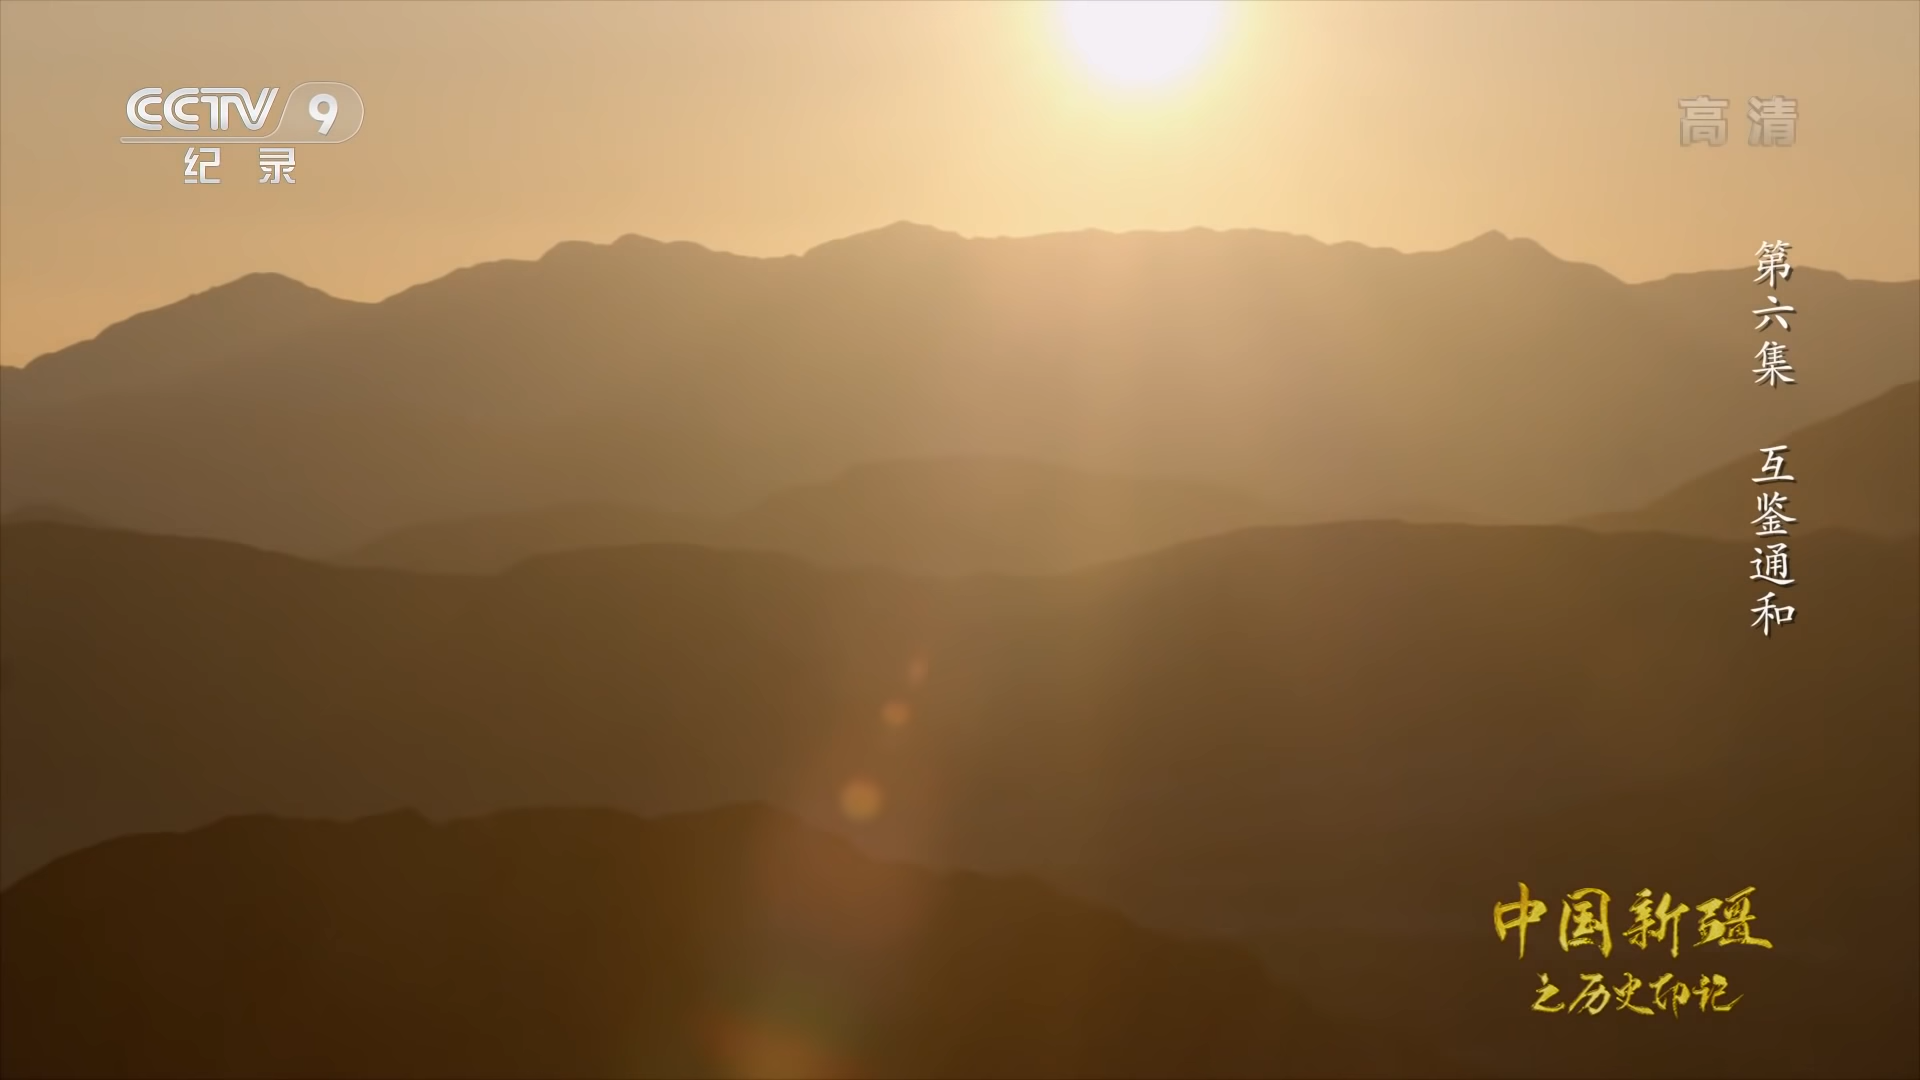 CCTV 9
纪 录
高 清
第六集 互鉴通和
中国新疆
之历史印记